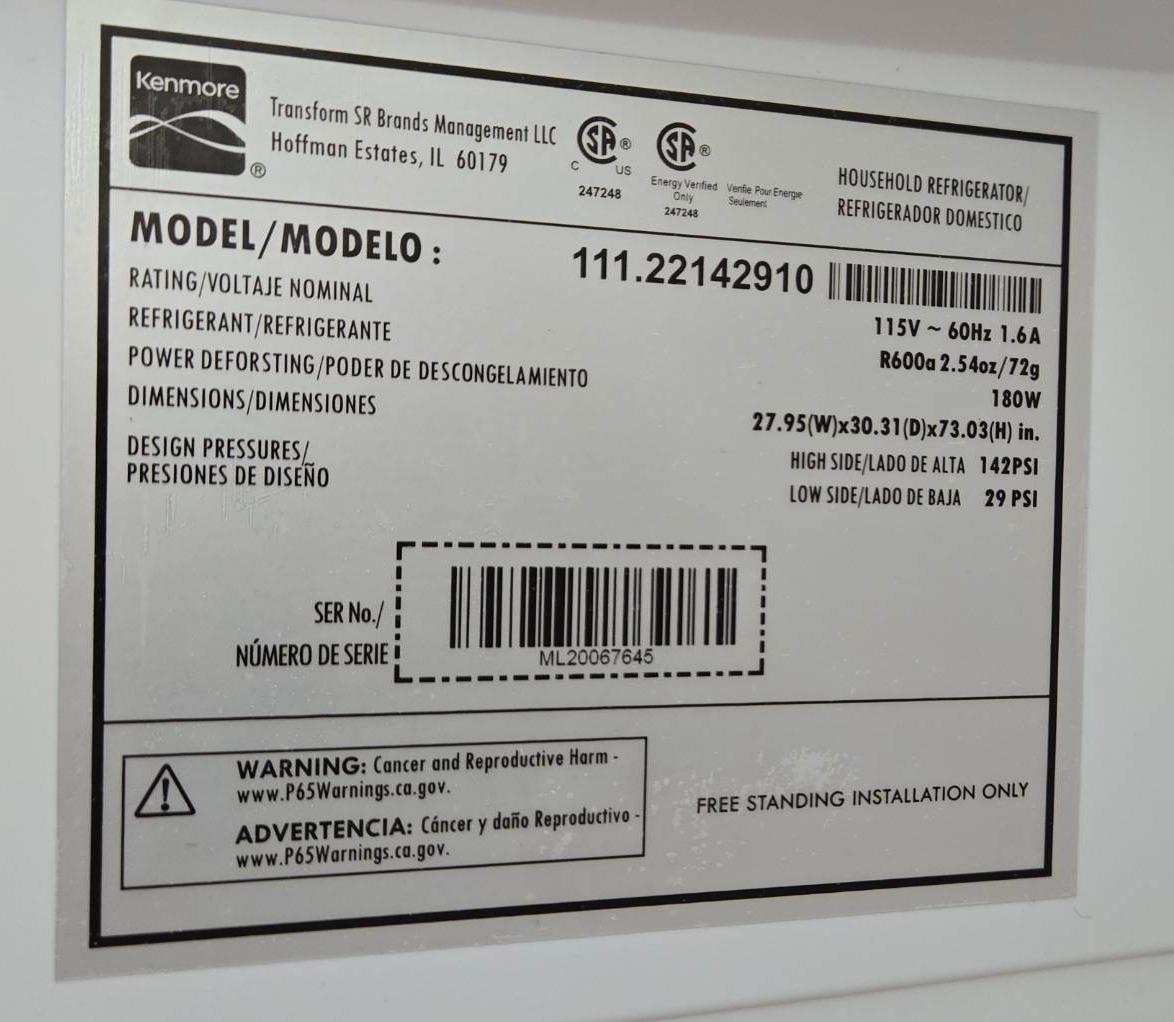 Kenmore
®
Transform SR Brands Management LLC
Hoffman Estates, IL 60179
SA ®
C US
247248
SA ®
Energy Verified
Only
247248
Verifie Pour Energie
Seulement
HOUSEHOLD REFRIGERATOR/
REFRIGERADOR DOMESTICO
MODEL/MODELO : 111.22142910
RATING/VOLTAJE NOMINAL 115V ~ 60Hz 1.6A
REFRIGERANT/REFRIGERANTE R600a 2.54oz/72g
POWER DEFORSTING/PODER DE DESCONGELAMIENTO 180W
DIMENSIONS/DIMENSIONES 27.95(W)x30.31(D)x73.03(H) in.
DESIGN PRESSURES/ HIGH SIDE/LADO DE ALTA 142PSI
PRESIONES DE DISEÑO LOW SIDE/LADO DE BAJA 29 PSI
SER No./
NÚMERO DE SERIE
ML20067645
WARNING: Cancer and Reproductive Harm -
www.P65Warnings.ca.gov.
ADVERTENCIA: Cáncer y daño Reproductivo -
www.P65Warnings.ca.gov.
FREE STANDING INSTALLATION ONLY